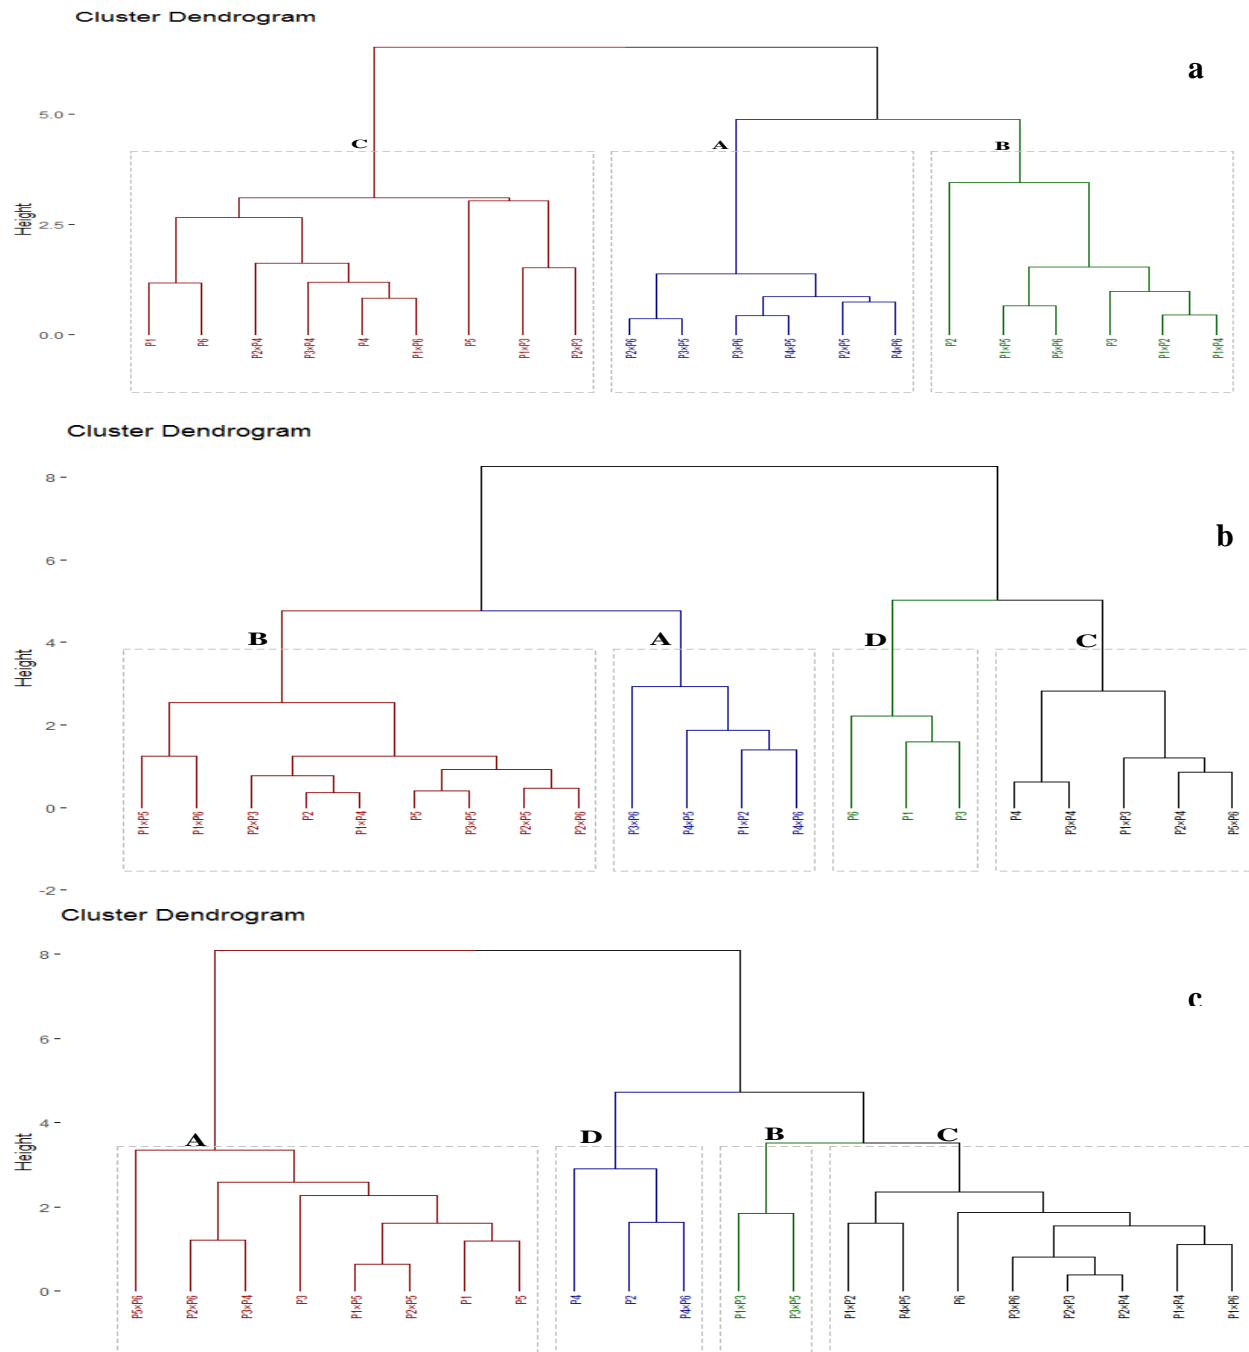 Cluster Dendrogram
a
5.0
C
A
B
Height
2.5
0.0
P1 P6 P2×P4 P3×P4 P4 P1×P6 P5 P1×P3 P2×P3 P2×P6 P3×P5 P3×P6 P4×P5 P2×P5 P4×P6 P2 P1×P5 P5×P6 P3 P1×P2 P1×P4
Cluster Dendrogram
8
b
6
4
B
A
D
C
Height
2
0
P1×P5 P1×P6 P2×P3 P2 P1×P4 P5 P3×P5 P2×P5 P2×P6 P3×P6 P4×P5 P1×P2 P4×P6 P6 P1 P3 P4 P3×P4 P1×P3 P2×P4 P5×P6
-2
Cluster Dendrogram
8
c
6
4
A
D
B
C
Height
2
0
P5×P6 P2×P6 P3×P4 P3 P1×P5 P2×P5 P1 P5 P4 P2 P4×P6 P1×P3 P3×P5 P1×P2 P4×P5 P6 P3×P6 P2×P3 P2×P4 P1×P4 P1×P6